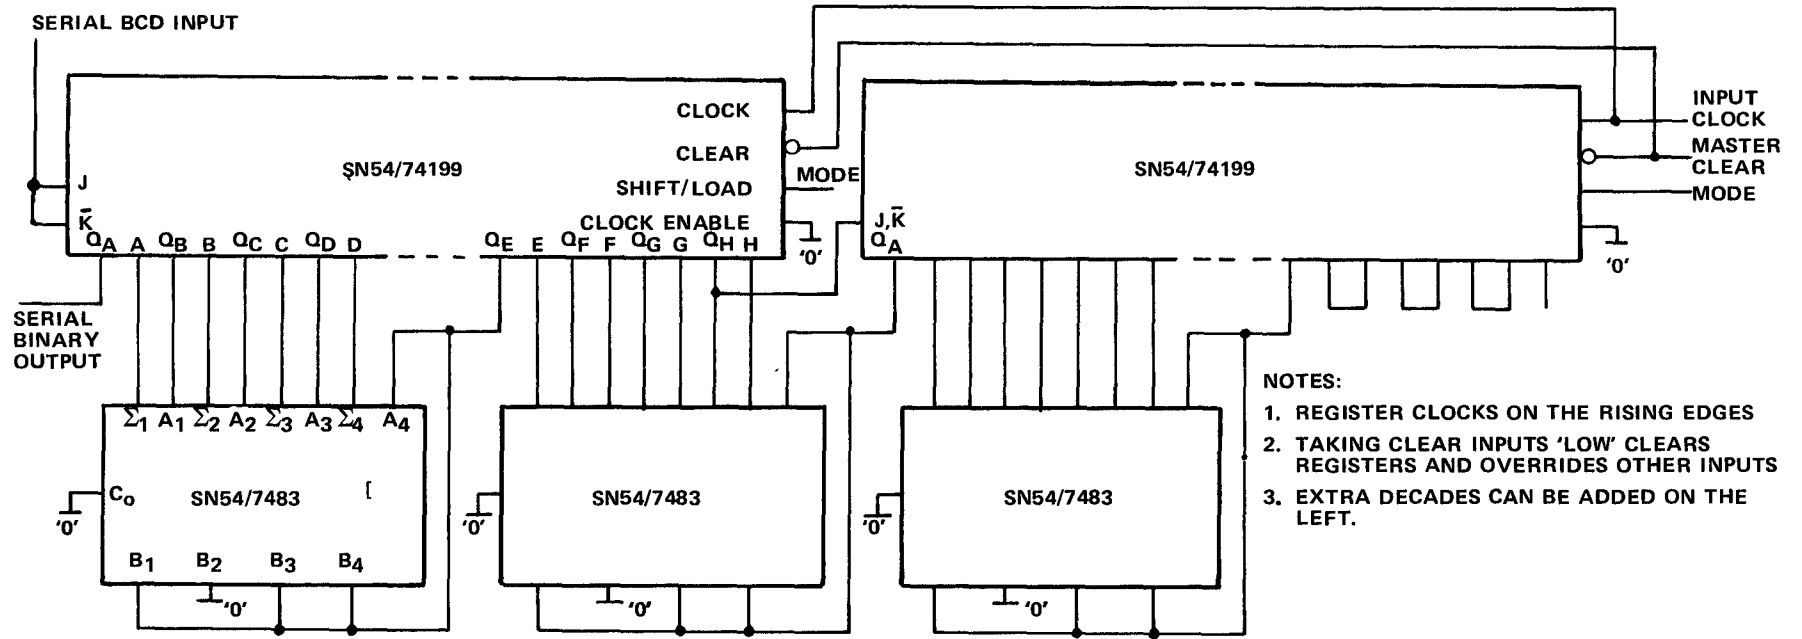 SERIAL BCD INPUT
CLOCK
CLEAR
SN54/74199
SHIFT/LOAD
MODE
CLOCK ENABLE
J
K̅
QA A QB B QC C QD D QE E QF F QG G QH H
'0'
SERIAL
BINARY
OUTPUT
SN54/74199
J,K̅
QA
INPUT
CLOCK
MASTER
CLEAR
MODE
'0'
Σ1 A1 Σ2 A2 Σ3 A3 Σ4 A4
C0
SN54/7483
'0'
B1 B2 B3 B4
'0'
SN54/7483
'0'
'0'
SN54/7483
'0'
'0'
NOTES:
1. REGISTER CLOCKS ON THE RISING EDGES
2. TAKING CLEAR INPUTS 'LOW' CLEARS
REGISTERS AND OVERRIDES OTHER INPUTS
3. EXTRA DECADES CAN BE ADDED ON THE
LEFT.